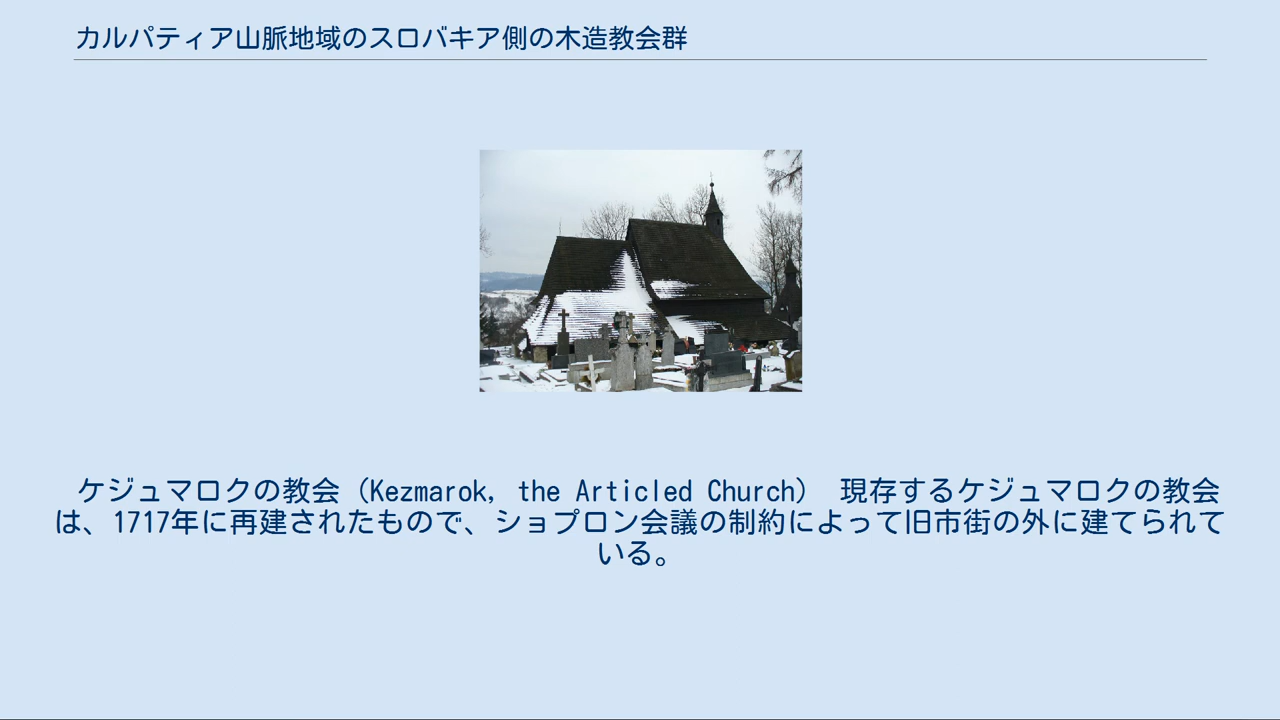 カルパティア山脈地域のスロバキア側の木造教会群
ケジュマロクの教会（Kezmarok, the Articled Church） 現存するケジュマロクの教会
は、1717年に再建されたもので、ショプロン会議の制約によって旧市街の外に建てられて
いる。